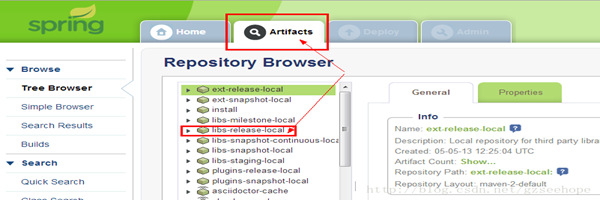 spring
Home
Artifacts
Deploy
Admin
Browse
Tree Browser
Simple Browser
Search Results
Builds
Search
Quick Search
Class Search
Repository Browser
ext-release-local
ext-snapshot-local
install
libs-milestone-local
libs-release-local
libs-snapshot-continuous-loca
libs-snapshot-local
libs-staging-local
plugins-release-local
plugins-snapshot-local
asciidoctor-cache
General
Properties
Info
Name: ext-release-local
Description: Local repository for third party librar
Created: 05-05-13 12:25:04 UTC
Artifact Count: Show...
Repository Path: ext-release-local
Repository Layout: maven-2-default
http://blog.csdn.net/gzseehope